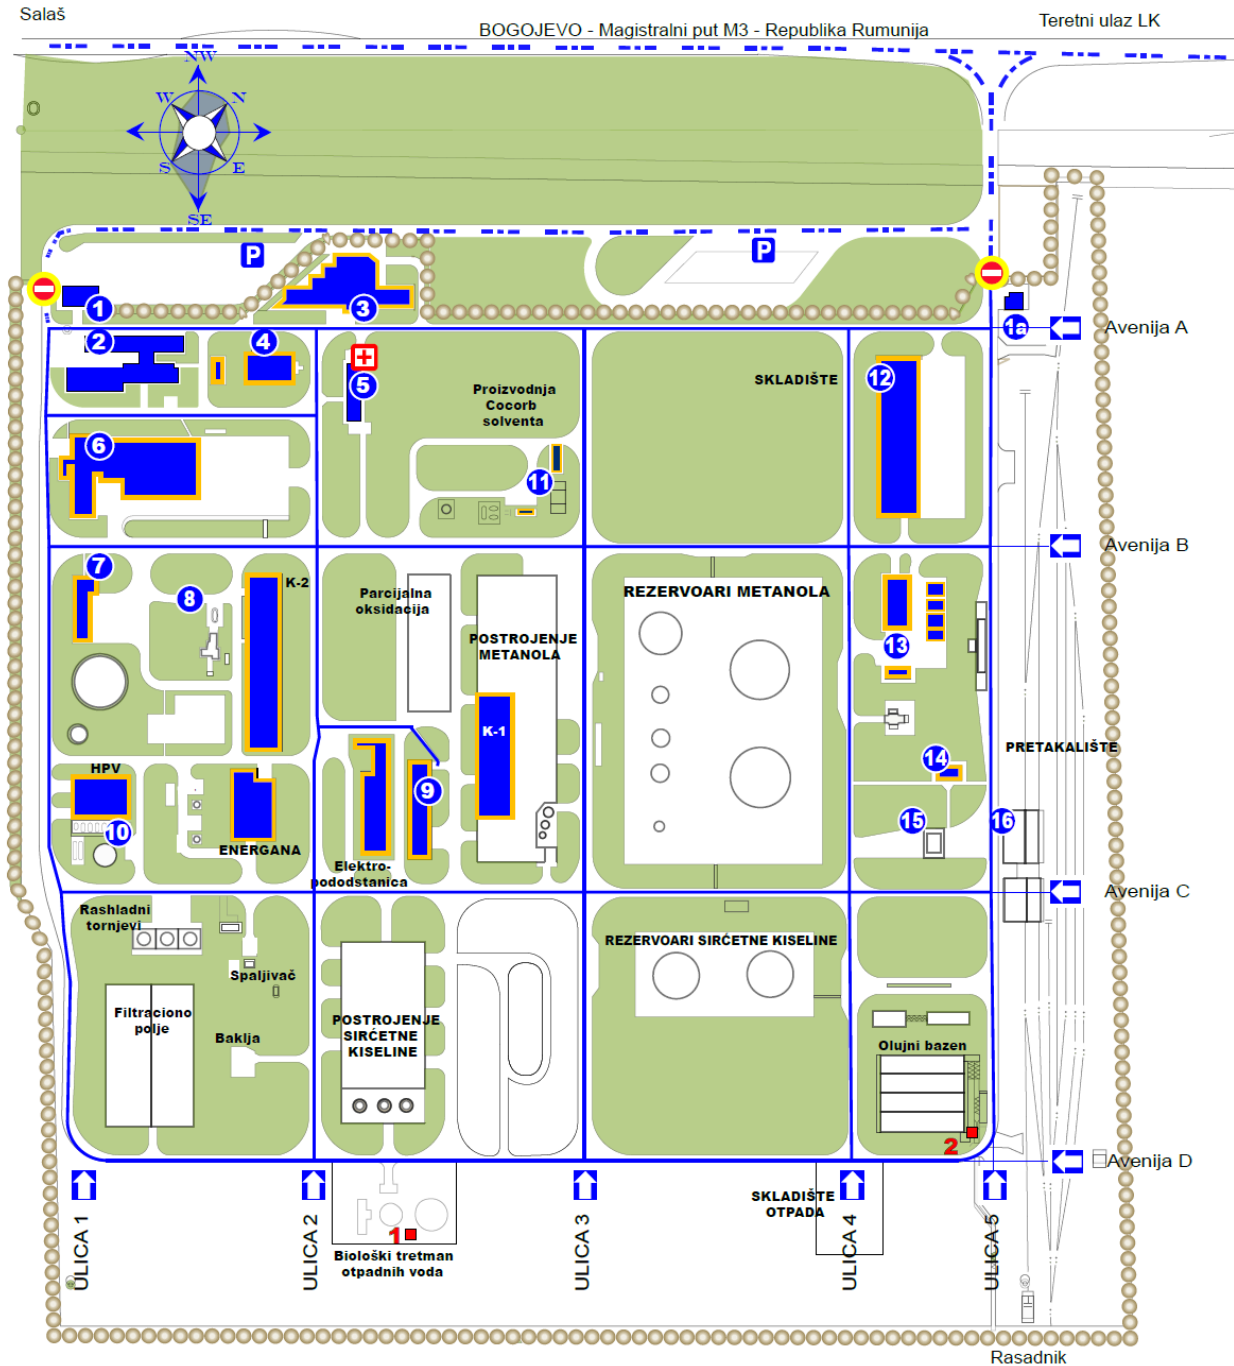 Salaš
BOGOJEVO - Magistralni put M3 - Republika Rumunija
Teretni ulaz LK
NW
W
N
S
E
SE
P
P
1
3
1a
Avenija A
2
4
5
SKLADIŠTE
12
Proizvodnja
Cocorb
solventa
6
11
Avenija B
7
K-2
8
Parcijalna
oksidacija
POSTROJENJE
METANOLA
REZERVOARI METANOLA
13
K-1
PRETAKALIŠTE
HPV
9
14
10
15
16
ENERGANA
Elektro-
pododstanica
Avenija C
Rashladni
tornjevi
REZERVOARI SIRĆETNE KISELINE
Spaljivač
Filtraciono
polje
POSTROJENJE
SIRĆETNE
KISELINE
Baklja
Olujni bazen
2
Avenija D
SKLADIŠTE
OTPADA
ULICA 1
ULICA 2
ULICA 3
ULICA 4
ULICA 5
1
Biološki tretman
otpadnih voda
Rasadnik